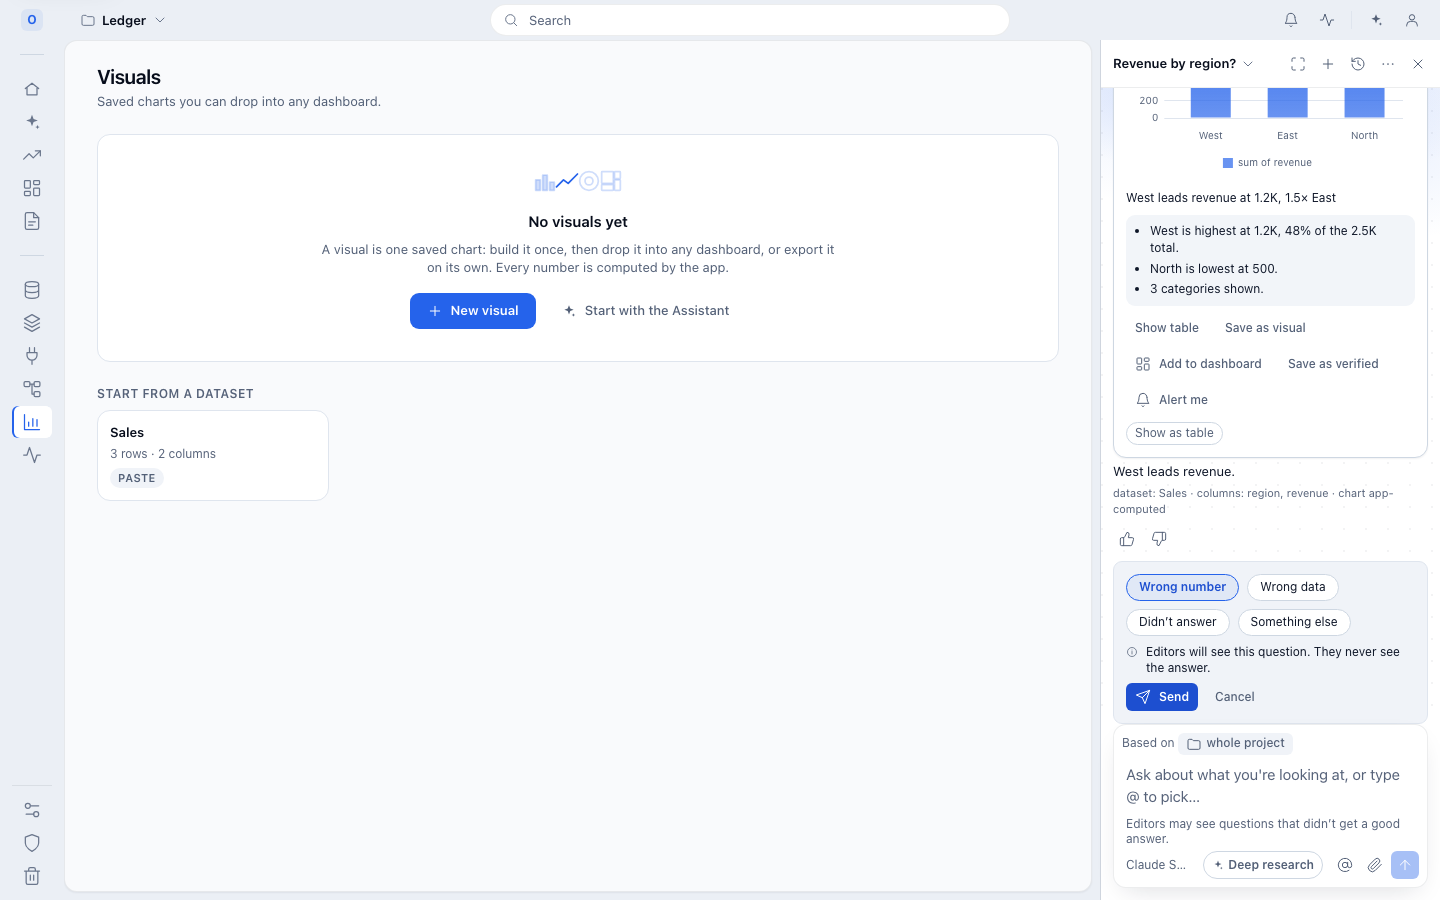 O
Ledger
Search
Visuals
Saved charts you can drop into any dashboard.
No visuals yet
A visual is one saved chart: build it once, then drop it into any dashboard, or export it
on its own. Every number is computed by the app.
New visual
Start with the Assistant
START FROM A DATASET
Sales
3 rows · 2 columns
PASTE
Revenue by region?
200
0
West
East
North
sum of revenue
West leads revenue at 1.2K, 1.5× East
• West is highest at 1.2K, 48% of the 2.5K
total.
• North is lowest at 500.
• 3 categories shown.
Show table
Save as visual
Add to dashboard
Save as verified
Alert me
Show as table
West leads revenue.
dataset: Sales · columns: region, revenue · chart app-
computed
Wrong number
Wrong data
Didn't answer
Something else
Editors will see this question. They never see
the answer.
Send
Cancel
Based on
whole project
Ask about what you're looking at, or type
@ to pick...
Editors may see questions that didn't get a good
answer.
Claude S...
Deep research